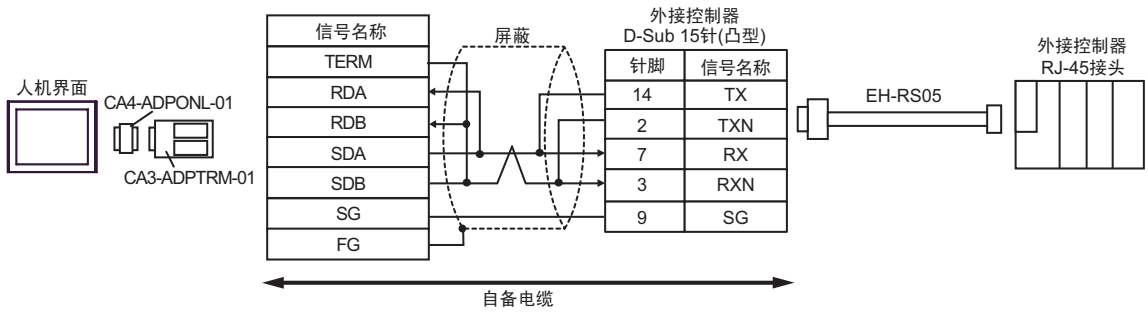 人机界面
CA4-ADPONL-01
CA3-ADPTRM-01
信号名称
TERM
RDA
RDB
SDA
SDB
SG
FG
屏蔽
外接控制器
D-Sub 15针(凸型)
针脚 信号名称
14 TX
2 TXN
7 RX
3 RXN
9 SG
EH-RS05
外接控制器
RJ-45接头
自备电缆